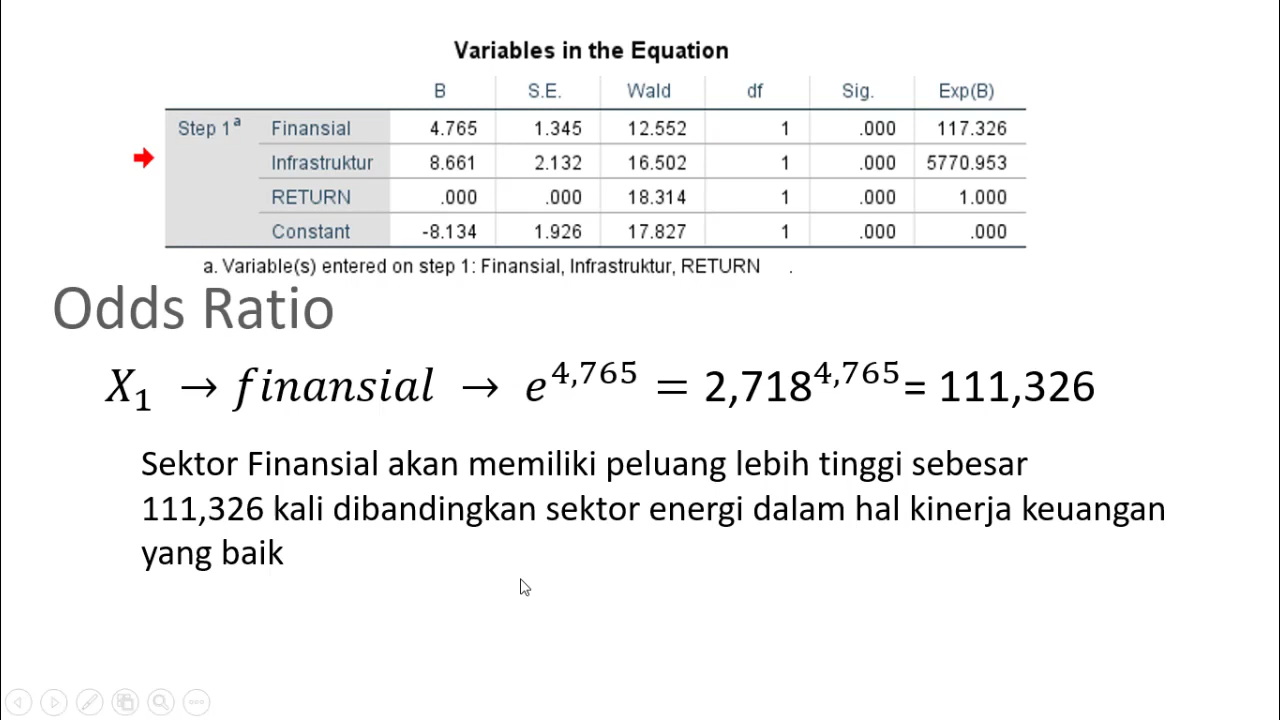 Variables in the Equation
B S.E. Wald df Sig. Exp(B)
Step 1a Finansial 4.765 1.345 12.552 1 .000 117.326
Infrastruktur 8.661 2.132 16.502 1 .000 5770.953
RETURN .000 .000 18.314 1 .000 1.000
Constant -8.134 1.926 17.827 1 .000 .000
a. Variable(s) entered on step 1: Finansial, Infrastruktur, RETURN .
Odds Ratio
X₁ → finansial → e^4,765 = 2,718^4,765 = 111,326
Sektor Finansial akan memiliki peluang lebih tinggi sebesar
111,326 kali dibandingkan sektor energi dalam hal kinerja keuangan
yang baik